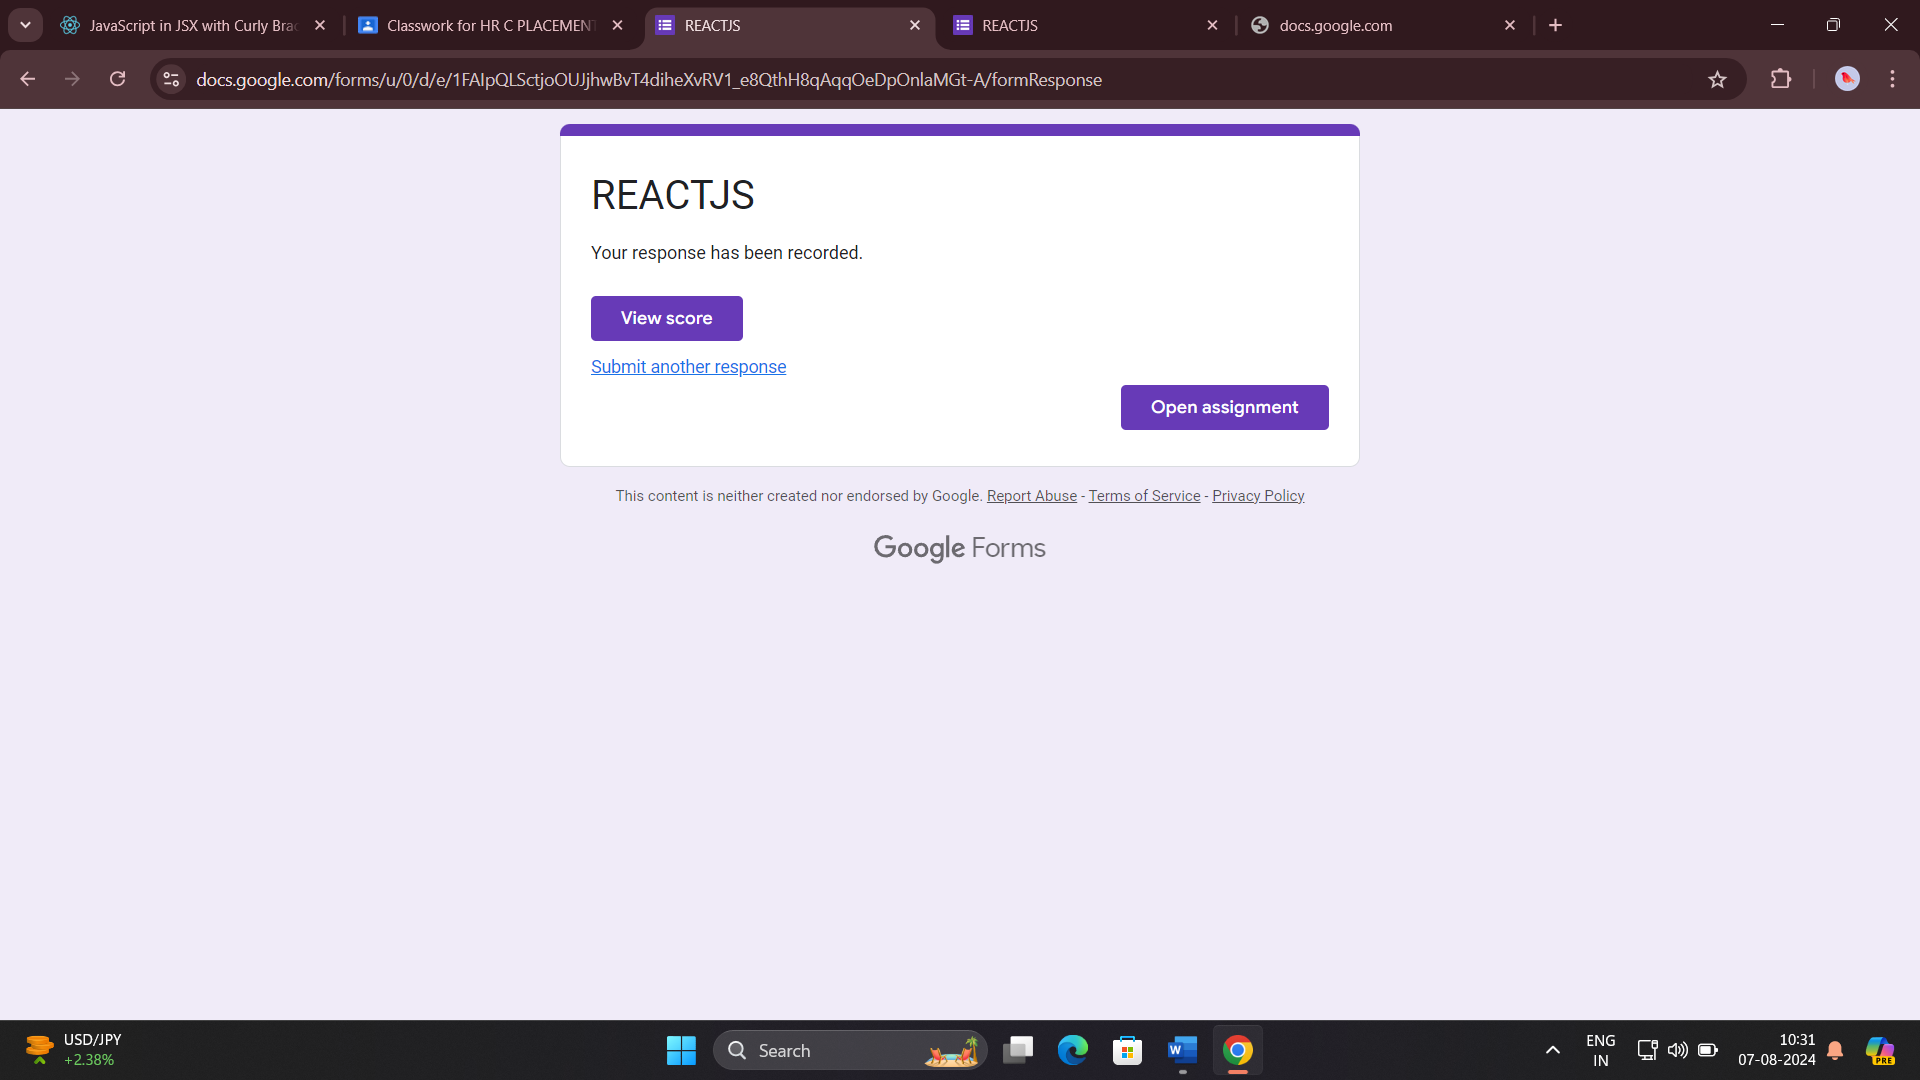 JavaScript in JSX with Curly Brac
Classwork for HR C PLACEMENT
REACTJS
REACTJS
docs.google.com
docs.google.com/forms/u/0/d/e/1FAIpQLSctjoOUJjhwBvT4diheXvRV1_e8QthH8qAqqOeDpOnlaMGt-A/formResponse
REACTJS
Your response has been recorded.
View score
Submit another response
Open assignment
This content is neither created nor endorsed by Google. Report Abuse - Terms of Service - Privacy Policy
Google Forms
USD/JPY
+2.38%
Search
W
ENG
IN
10:31
07-08-2024
PRE